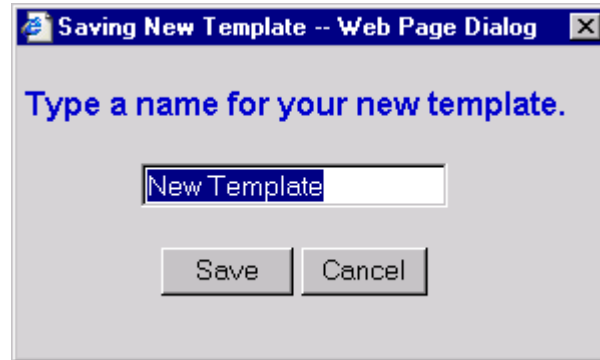 Saving New Template -- Web Page Dialog
Type a name for your new template.
New Template
Save Cancel